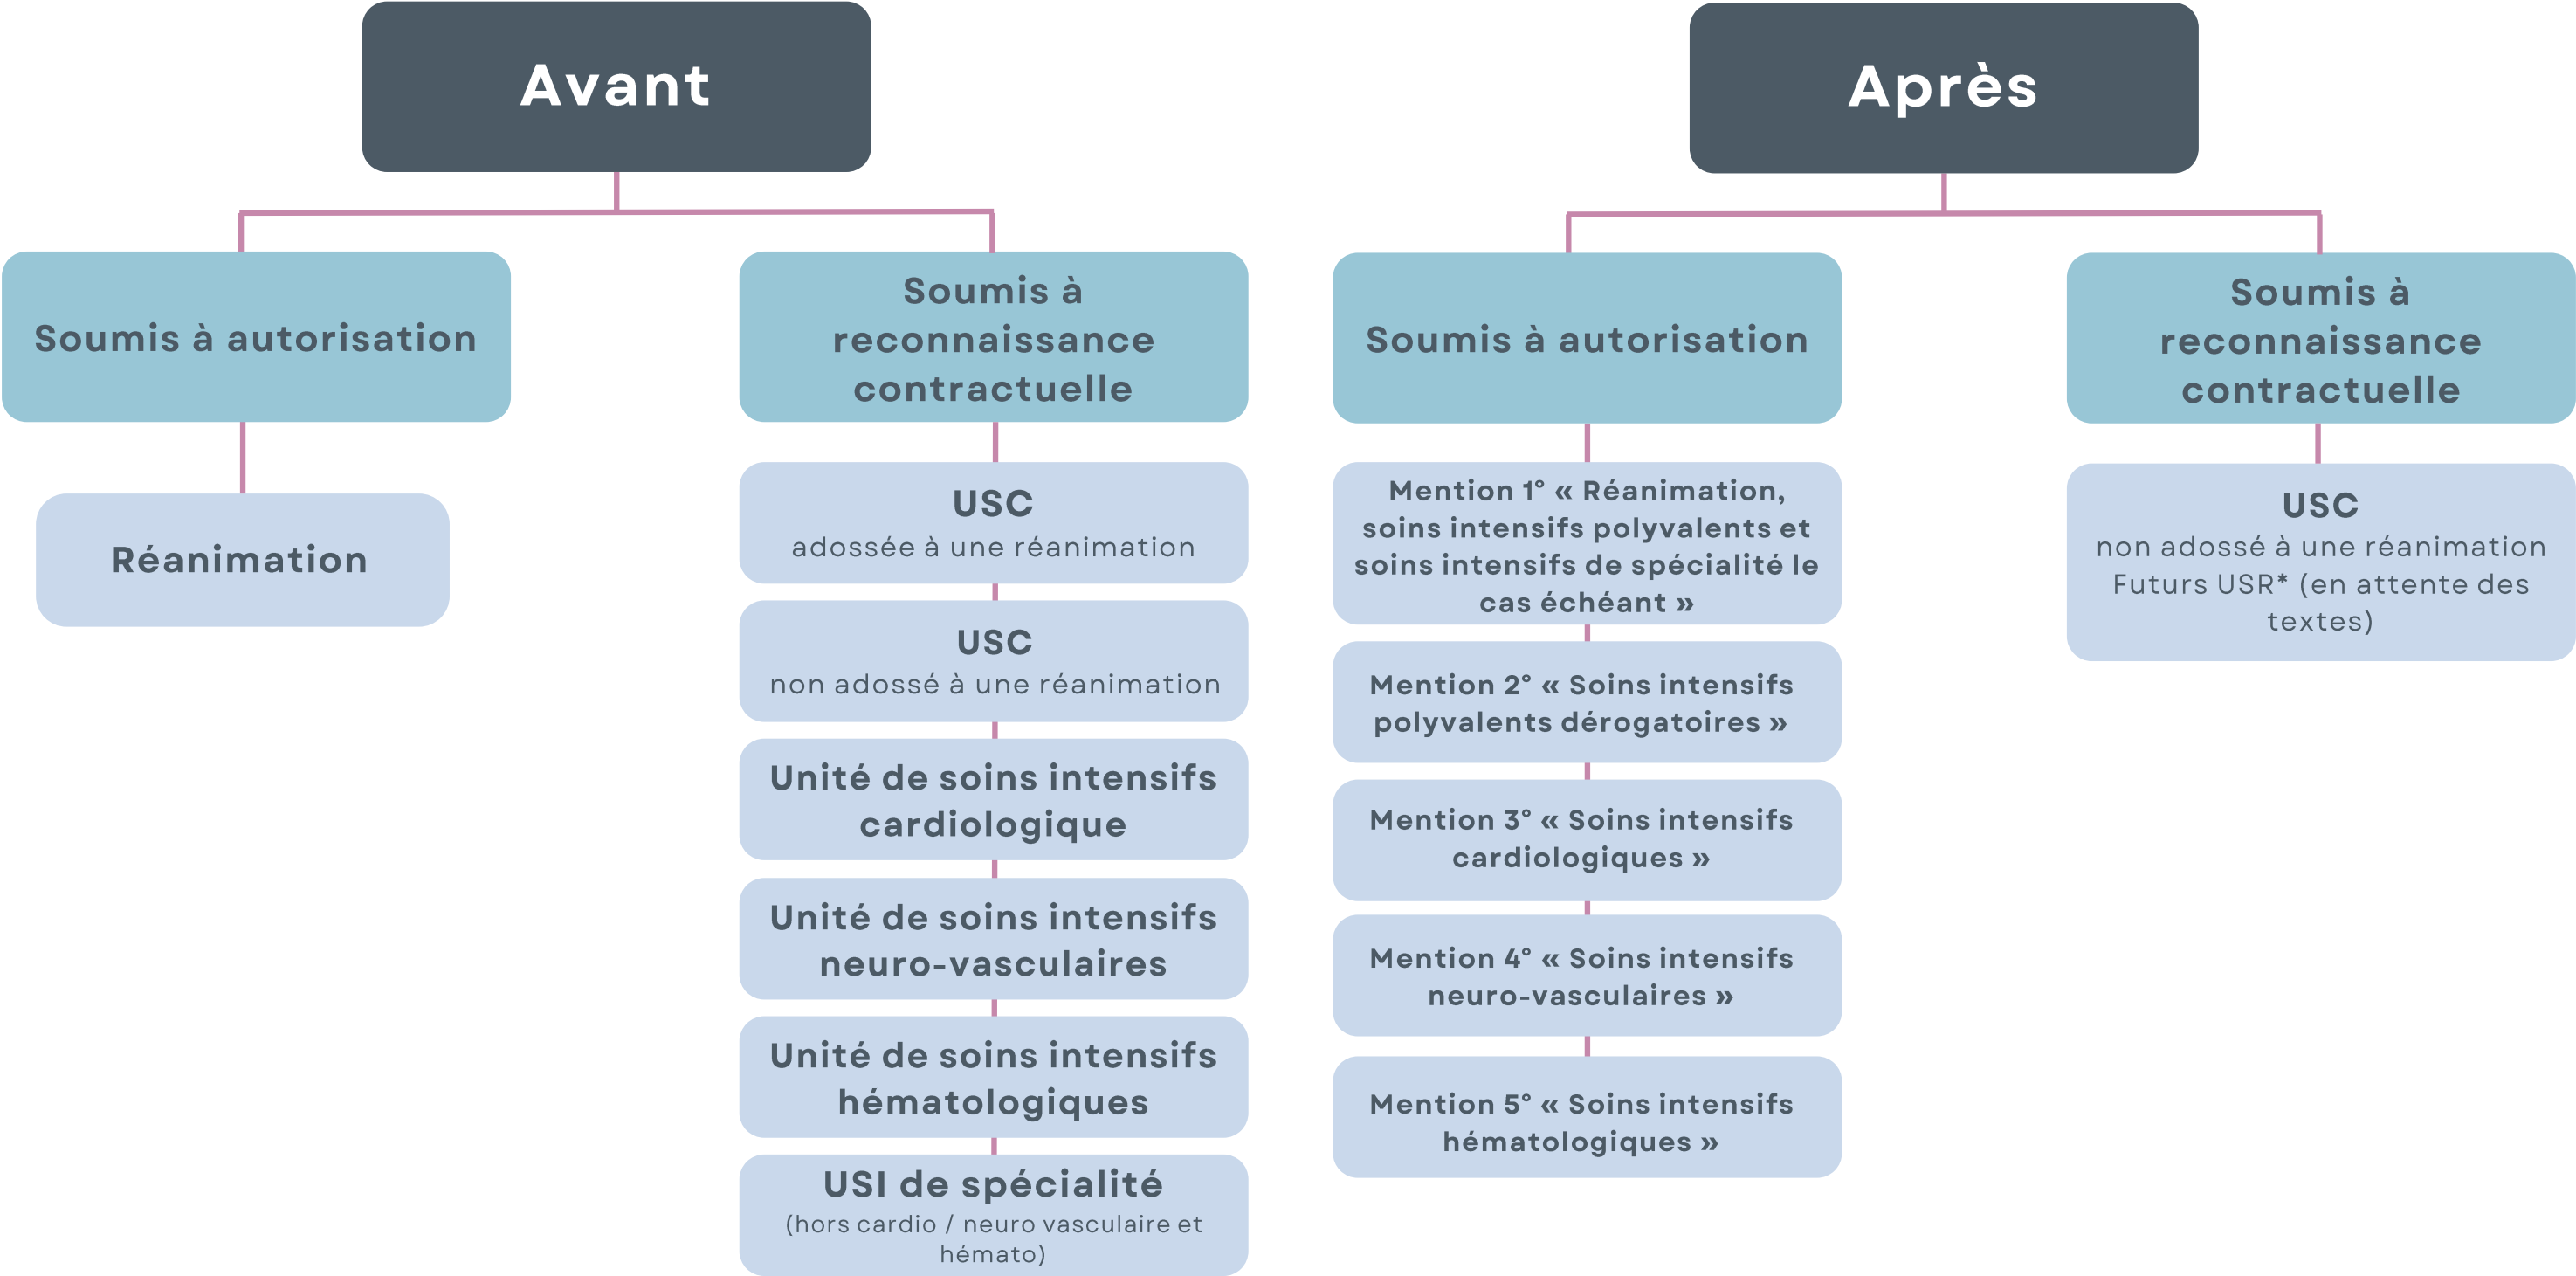 Avant
Soumis à autorisation
Réanimation
Soumis à
reconnaissance
contractuelle
USC
adossée à une réanimation
USC
non adossé à une réanimation
Unité de soins intensifs
cardiologique
Unité de soins intensifs
neuro-vasculaires
Unité de soins intensifs
hématologiques
USI de spécialité
(hors cardio / neuro vasculaire et
hémato)
Après
Soumis à autorisation
Mention 1° « Réanimation,
soins intensifs polyvalents et
soins intensifs de spécialité le
cas échéant »
Mention 2° « Soins intensifs
polyvalents dérogatoires »
Mention 3° « Soins intensifs
cardiologiques »
Mention 4° « Soins intensifs
neuro-vasculaires »
Mention 5° « Soins intensifs
hématologiques »
Soumis à
reconnaissance
contractuelle
USC
non adossé à une réanimation
Futurs USR* (en attente des
textes)